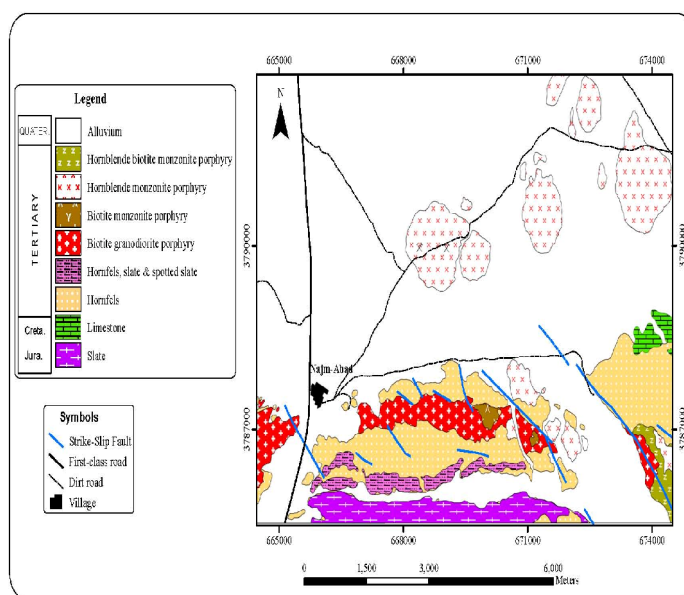 665000 668000 671000 674000
Legend
QUATER.
Alluvium
TERTIARY
Hornblende biotite monzonite porphyry
Hornblende monzonite porphyry
Biotite monzonite porphyry
Biotite granodiorite porphyry
Hornfels, slate & spotted slate
Hornfels
Creta.
Limestone
Jura.
Slate
Symbols
Strike-Slip Fault
First-class road
Dirt road
Village
N
3790000 3790000
Najm-Abad
3787000 3787000
665000 668000 671000 674000
0 1,500 3,000 6,000
Meters